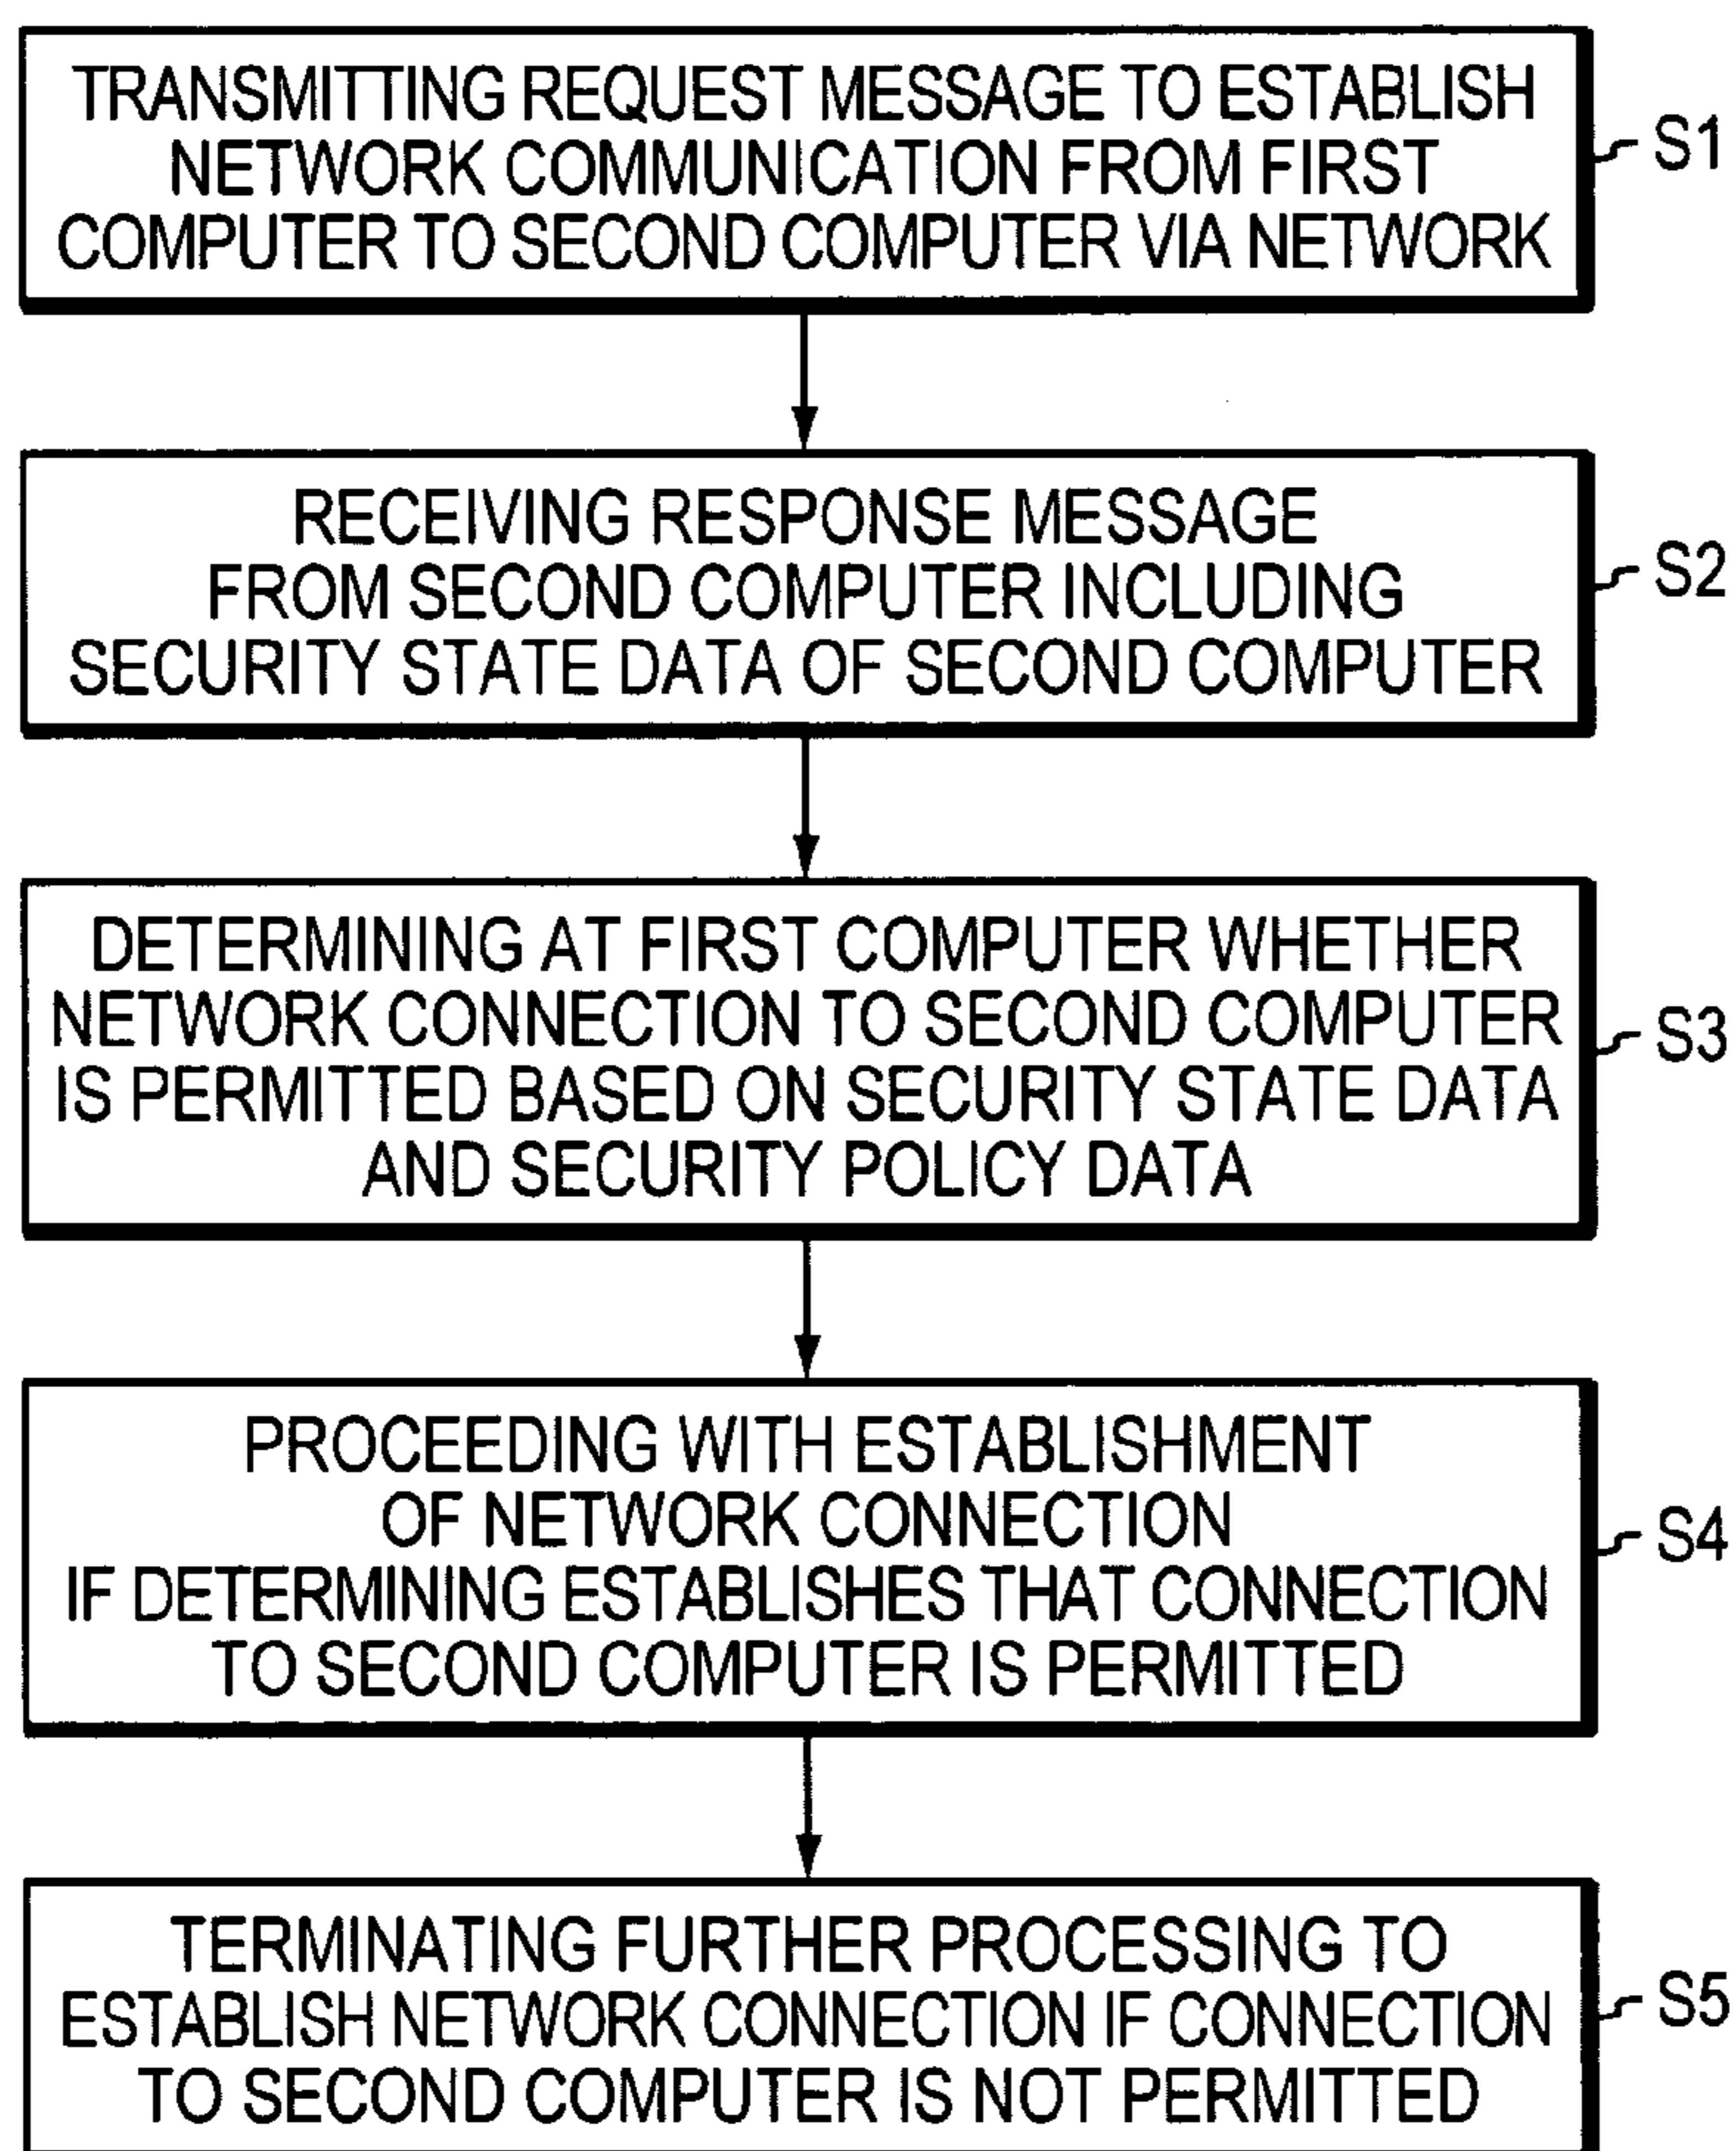 TRANSMITTING REQUEST MESSAGE TO ESTABLISH
NETWORK COMMUNICATION FROM FIRST
COMPUTER TO SECOND COMPUTER VIA NETWORK
S1
RECEIVING RESPONSE MESSAGE
FROM SECOND COMPUTER INCLUDING
SECURITY STATE DATA OF SECOND COMPUTER
S2
DETERMINING AT FIRST COMPUTER WHETHER
NETWORK CONNECTION TO SECOND COMPUTER
IS PERMITTED BASED ON SECURITY STATE DATA
AND SECURITY POLICY DATA
S3
PROCEEDING WITH ESTABLISHMENT
OF NETWORK CONNECTION
IF DETERMINING ESTABLISHES THAT CONNECTION
TO SECOND COMPUTER IS PERMITTED
S4
TERMINATING FURTHER PROCESSING TO
ESTABLISH NETWORK CONNECTION IF CONNECTION
TO SECOND COMPUTER IS NOT PERMITTED
S5